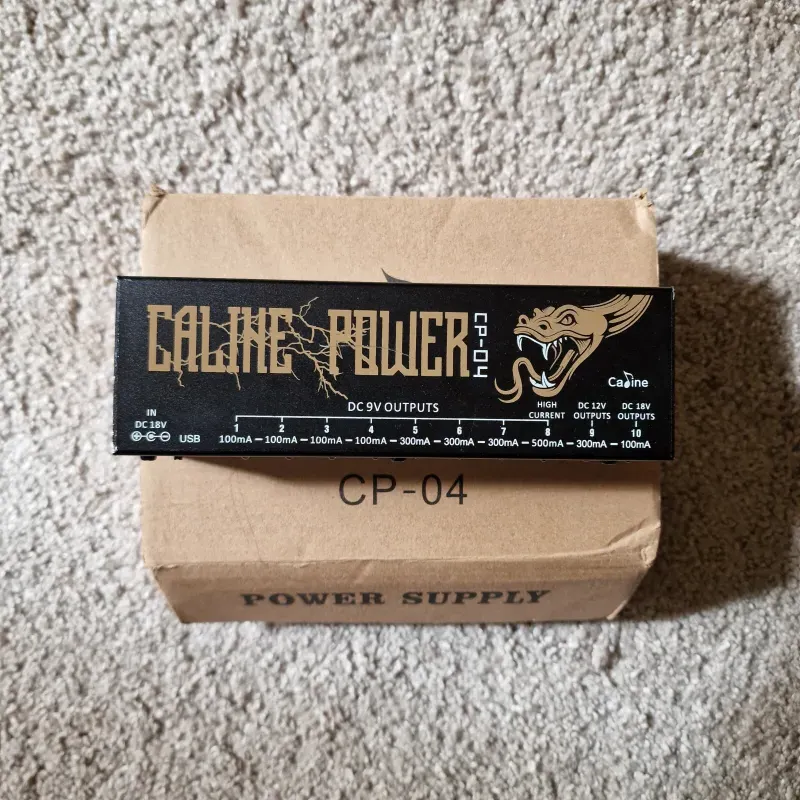 CALINE POWER CP-04
Caline
IN
DC 18V
USB
DC 9V OUTPUTS
HIGH
CURRENT
DC 12V
OUTPUTS
DC 18V
OUTPUTS
1 2 3 4 5 6 7 8 9 10
100mA – 100mA – 100mA – 100mA – 300mA – 300mA – 300mA – 500mA – 300mA – 100mA
CP-04
POWER SUPPLY